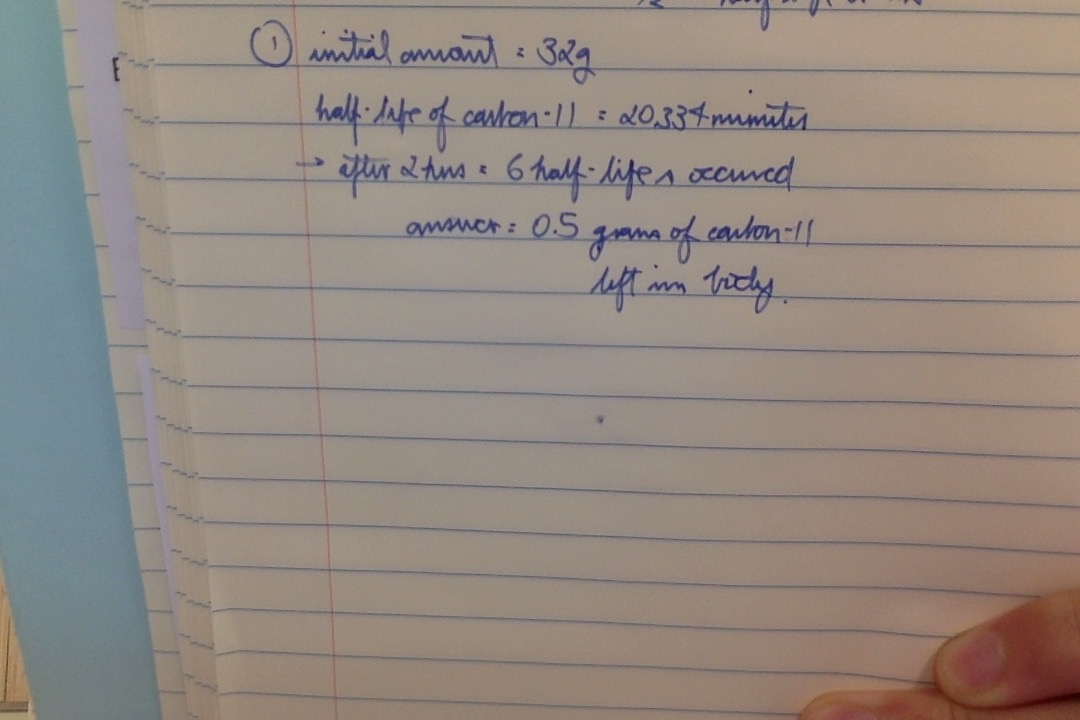 ① initial amount = 32g
half-life of carbon-11 = 20.334 minutes
E
→ after 2 hrs = 6 half-lifes occured
answer = 0.5 grams of carbon-11
left in body.